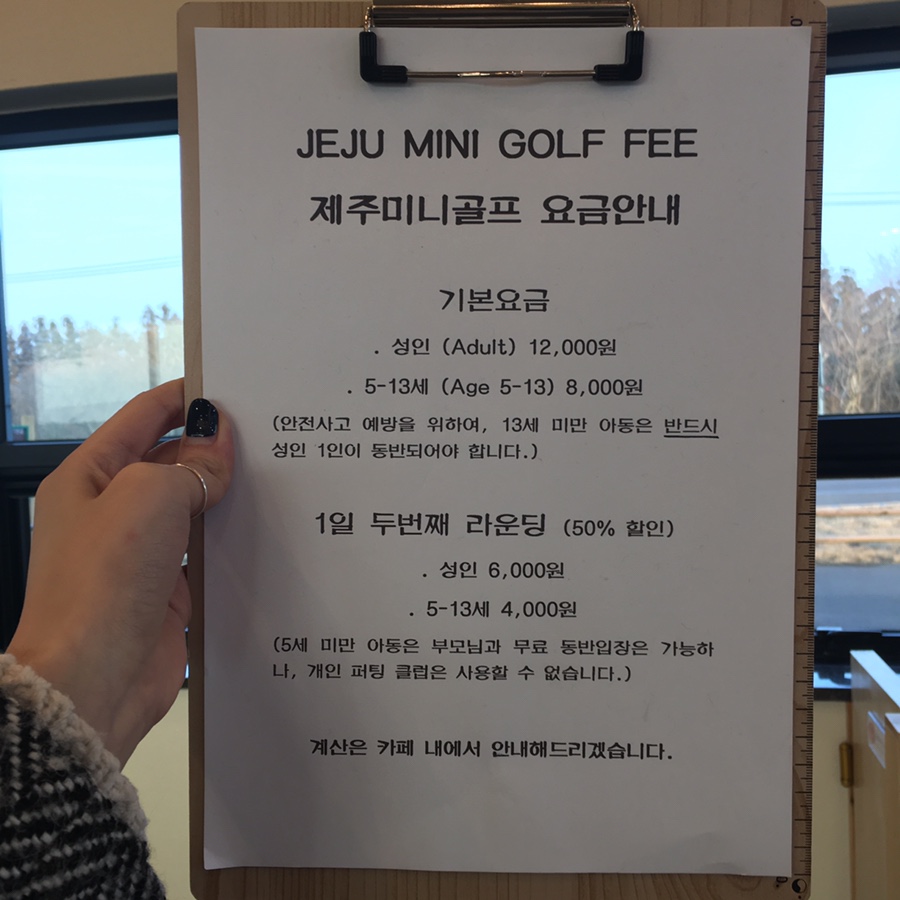 JEJU MINI GOLF FEE
제주미니골프 요금안내
기본요금
. 성인 (Adult) 12,000원
. 5-13세 (Age 5-13) 8,000원
(안전사고 예방을 위하여, 13세 미만 아동은 반드시
성인 1인이 동반되어야 합니다.)
1일 두번째 라운딩 (50% 할인)
. 성인 6,000원
. 5-13세 4,000원
(5세 미만 아동은 부모님과 무료 동반입장은 가능하
나, 개인 퍼팅 클럽은 사용할 수 없습니다.)
계산은 카페 내에서 안내해드리겠습니다.